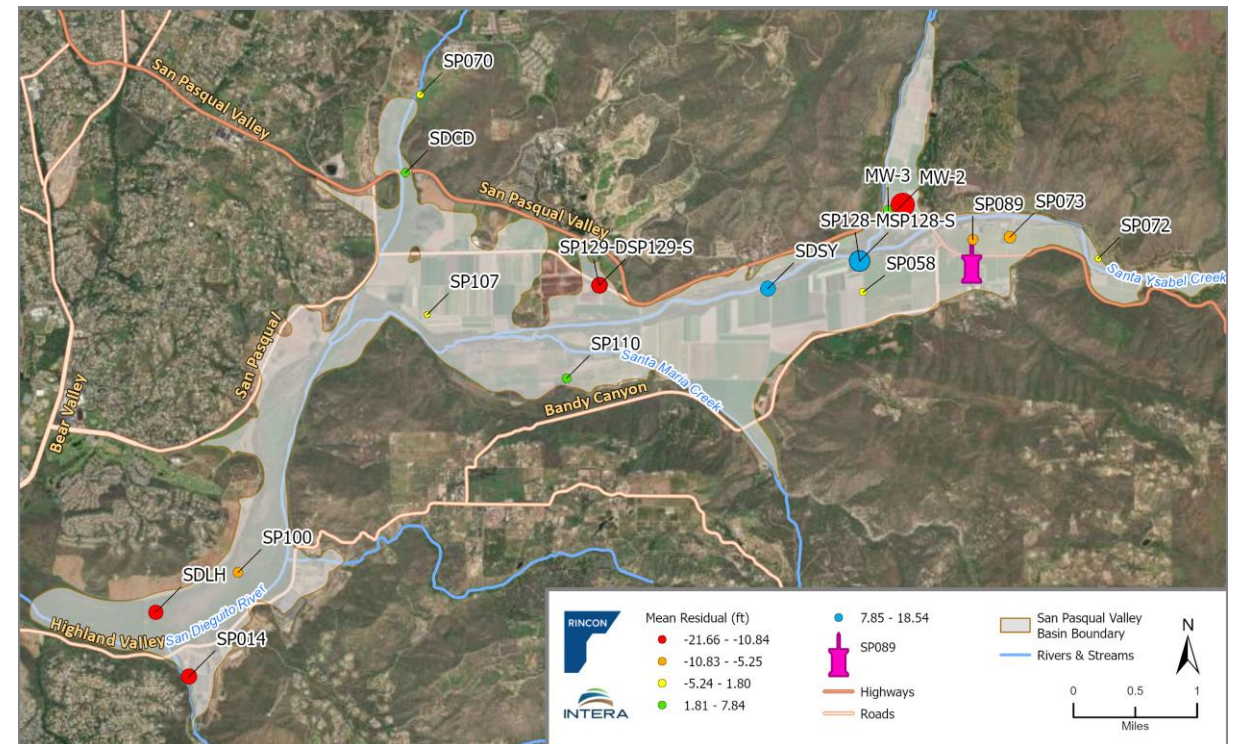 SP070
San Pasqual Valley
SDCD
San Pasqual Valley
MW-3
MW-2
SP089
SP073
SP128-MSP128-S
SP129-DSP129-S
SDSY
SP072
SP058
Santa Ysabel Creek
SP107
San Pasqual
SP110
Santa Maria Creek
Bandy Canyon
Bear Valley
SP100
SDLH
San Dieguito River
Highland Valley
SP014
RINCON
INTERA
Mean Residual (ft)
-21.66 - -10.84
-10.83 - -5.25
-5.24 - 1.80
1.81 - 7.84
7.85 - 18.54
SP089
Highways
Roads
San Pasqual Valley
Basin Boundary
Rivers & Streams
N
0 0.5 1
Miles